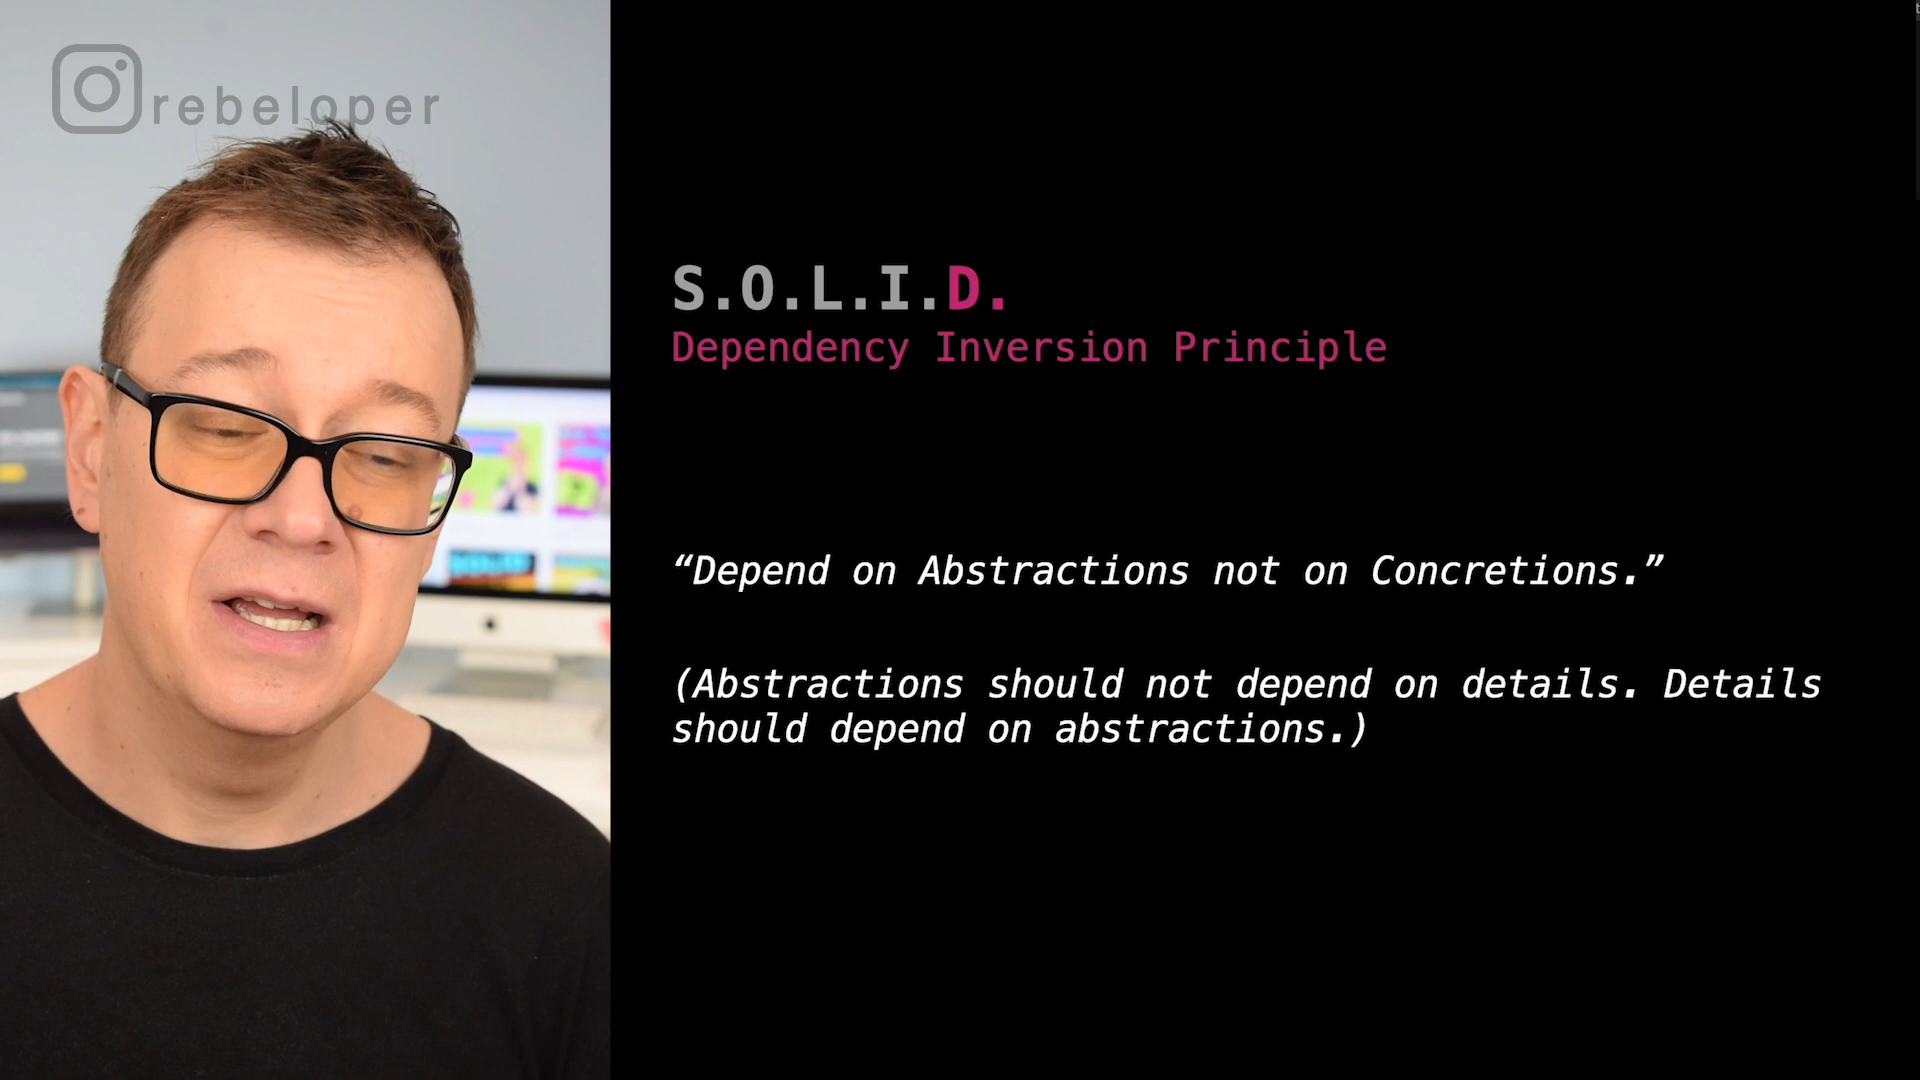 rebeloper
S.O.L.I.D.
Dependency Inversion Principle
“Depend on Abstractions not on Concretions.”
(Abstractions should not depend on details. Details
should depend on abstractions.)